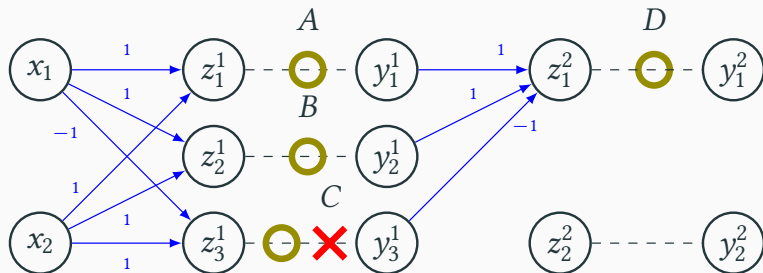 A D
x₁ 1 z₁¹ y₁¹ 1 z₁² y₁²
1 B 1
−1 z₂¹ y₂¹ −1
1 C
x₂ 1 z₃¹ y₃¹ z₂² y₂²
1